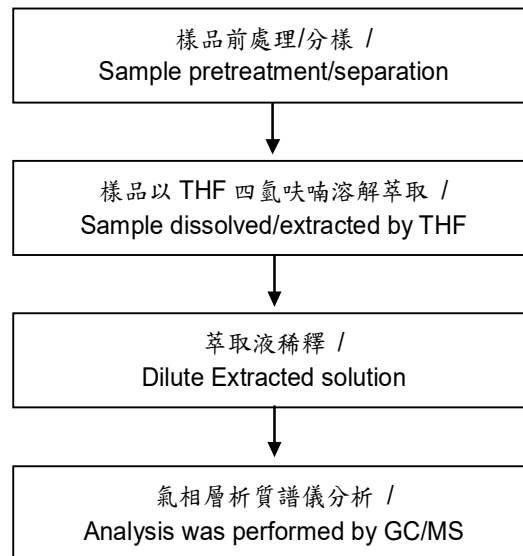 樣品前處理/分樣 /
Sample pretreatment/separation
樣品以 THF 四氫呋喃溶解萃取 /
Sample dissolved/extracted by THF
萃取液稀釋 /
Dilute Extracted solution
氣相層析質譜儀分析 /
Analysis was performed by GC/MS